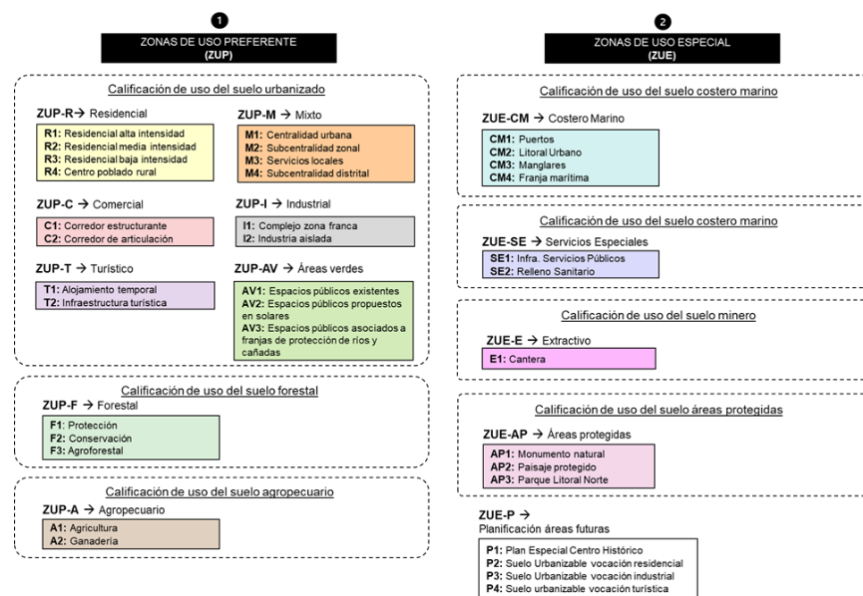 1
ZONAS DE USO PREFERENTE
(ZUP)
Calificación de uso del suelo urbanizado
ZUP-R→ Residencial
R1: Residencial alta intensidad
R2: Residencial media intensidad
R3: Residencial baja intensidad
R4: Centro poblado rural
ZUP-M→ Mixto
M1: Centralidad urbana
M2: Subcentralidad zonal
M3: Servicios locales
M4: Subcentralidad distrital
ZUP-C → Comercial
C1: Corredor estructurante
C2: Corredor de articulación
ZUP-I → Industrial
I1: Complejo zona franca
I2: Industria aislada
ZUP-T → Turístico
T1: Alojamiento temporal
T2: Infraestructura turística
ZUP-AV → Áreas verdes
AV1: Espacios públicos existentes
AV2: Espacios públicos propuestos
en solares
AV3: Espacios públicos asociados a
franjas de protección de ríos y
cañadas
Calificación de uso del suelo forestal
ZUP-F → Forestal
F1: Protección
F2: Conservación
F3: Agroforestal
Calificación de uso del suelo agropecuario
ZUP-A → Agropecuario
A1: Agricultura
A2: Ganadería
2
ZONAS DE USO ESPECIAL
(ZUE)
Calificación de uso del suelo costero marino
ZUE-CM → Costero Marino
CM1: Puertos
CM2: Litoral Urbano
CM3: Manglares
CM4: Franja marítima
Calificación de uso del suelo costero marino
ZUE-SE → Servicios Especiales
SE1: Infra. Servicios Públicos
SE2: Relleno Sanitario
Calificación de uso del suelo minero
ZUE-E → Extractivo
E1: Cantera
Calificación de uso del suelo áreas protegidas
ZUE-AP → Áreas protegidas
AP1: Monumento natural
AP2: Paisaje protegido
AP3: Parque Litoral Norte
ZUE-P →
Planificación áreas futuras
P1: Plan Especial Centro Histórico
P2: Suelo Urbanizable vocación residencial
P3: Suelo Urbanizable vocación industrial
P4: Suelo urbanizable vocación turística